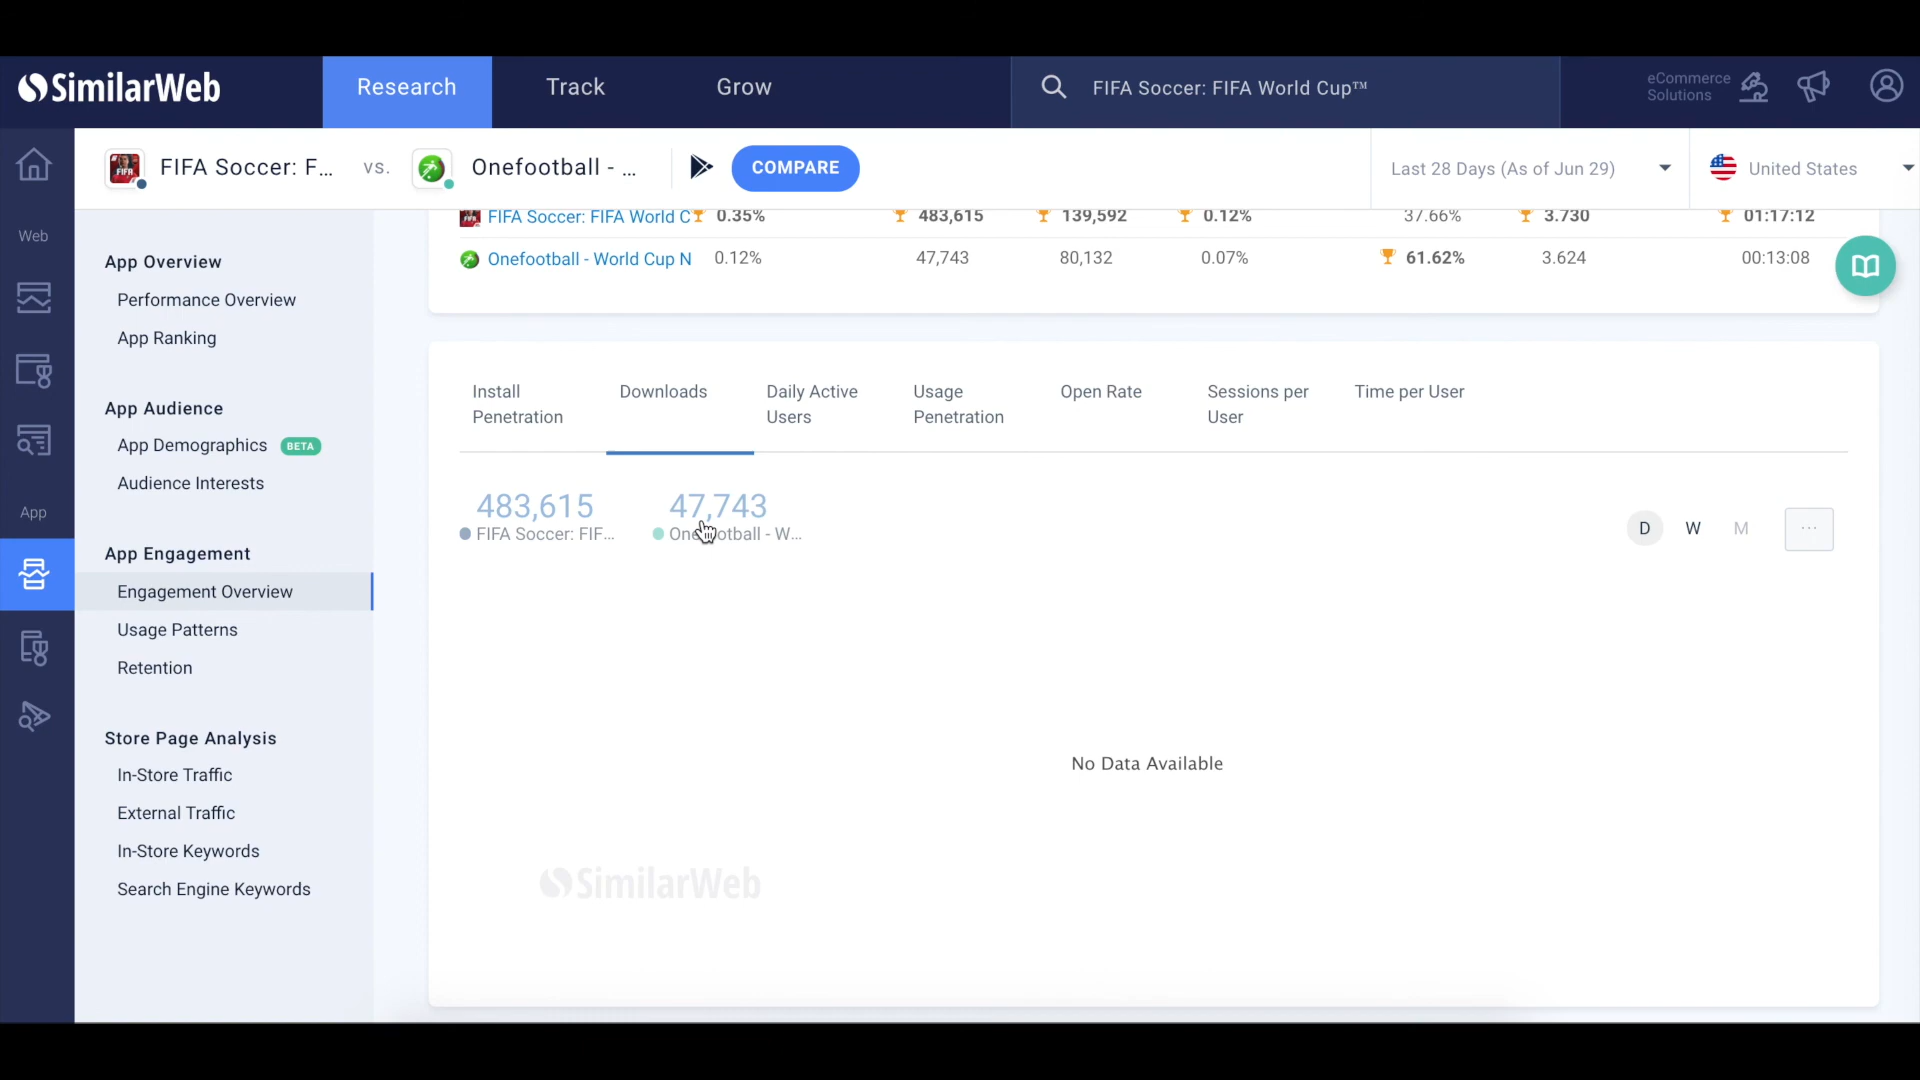 SimilarWeb
Research
Track
Grow
FIFA Soccer: FIFA World Cup™
eCommerce
Solutions
FIFA Soccer: F...
vs.
Onefootball - ...
COMPARE
Last 28 Days (As of Jun 29)
United States
Web
App
App Overview
Performance Overview
App Ranking
App Audience
App Demographics BETA
Audience Interests
App Engagement
Engagement Overview
Usage Patterns
Retention
Store Page Analysis
In-Store Traffic
External Traffic
In-Store Keywords
Search Engine Keywords
FIFA Soccer: FIFA World C 0.35% 483,615 139,592 0.12% 37.66% 3.730 01:17:12
Onefootball - World Cup N 0.12% 47,743 80,132 0.07% 61.62% 3.624 00:13:08
Install
Penetration
Downloads
Daily Active
Users
Usage
Penetration
Open Rate
Sessions per
User
Time per User
483,615
FIFA Soccer: FIF...
47,743
Onefootball - W...
D W M
...
No Data Available
SimilarWeb